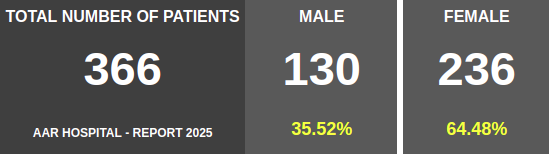 TOTAL NUMBER OF PATIENTS
366
AAR HOSPITAL - REPORT 2025
MALE
130
35.52%
FEMALE
236
64.48%